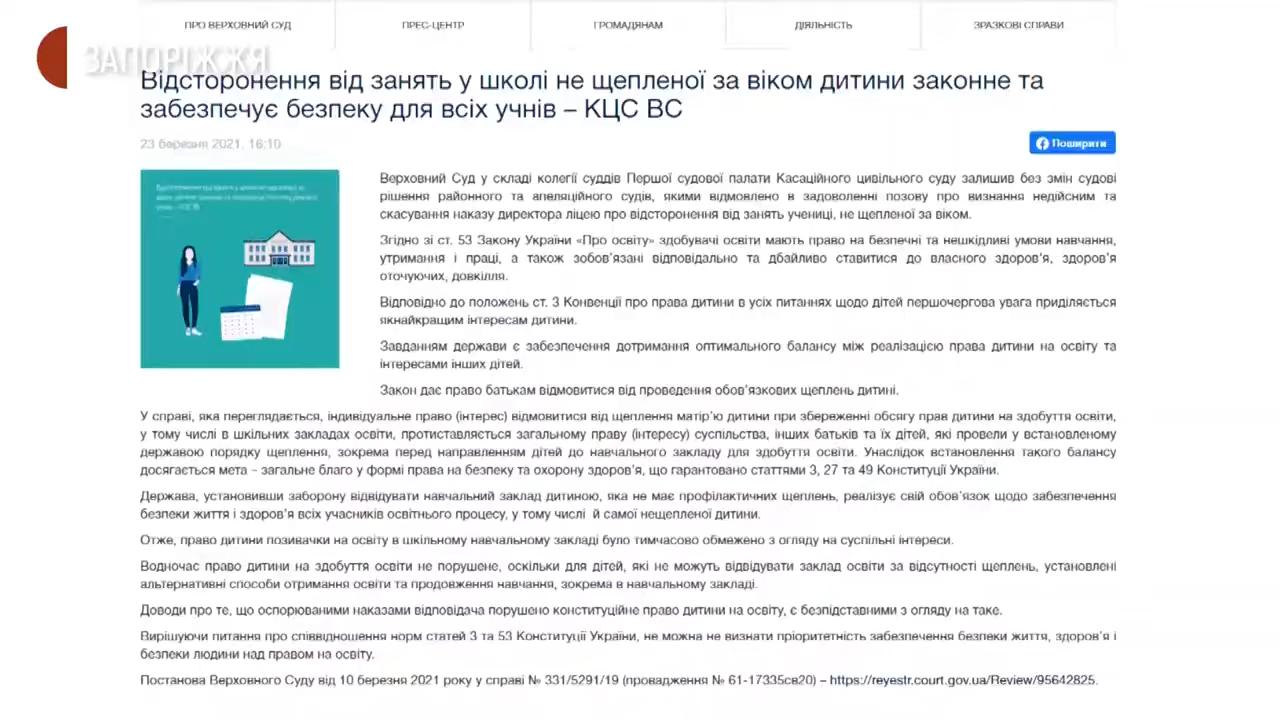 ПРО ВЕРХОВНИЙ СУД
ПРЕС-ЦЕНТР
ГРОМАДЯНАМ
ДІЯЛЬНІСТЬ
ЗРАЗКОВІ СПРАВИ
ЗАПОРІЖЖЯ
Відсторонення від занять у школі не щепленої за віком дитини законне та
забезпечує безпеку для всіх учнів – КЦС ВС
23 березня 2021, 16:10
Поширити
Верховний Суд у складі колегії суддів Першої судової палати Касаційного цивільного суду залишив без змін судові
рішення районного та апеляційного судів, якими відмовлено в задоволенні позову про визнання недійсним та
скасування наказу директора ліцею про відсторонення від занять учениці, не щепленої за віком.
Згідно зі ст. 53 Закону України «Про освіту» здобувачі освіти мають право на безпечні та нешкідливі умови навчання,
утримання і праці, а також зобов’язані відповідально та дбайливо ставитися до власного здоров’я, здоров’я
оточуючих, довкілля.
Відповідно до положень ст. 3 Конвенції про права дитини в усіх питаннях щодо дітей першочергова увага приділяється
якнайкращим інтересам дитини.
Завданням держави є забезпечення дотримання оптимального балансу між реалізацією права дитини на освіту та
інтересами інших дітей.
Закон дає право батькам відмовитися від проведення обов’язкових щеплень дитині.
У справі, яка переглядається, індивідуальне право (інтерес) відмовитися від щеплення матір’ю дитини при збереженні обсягу прав дитини на здобуття освіти,
у тому числі в шкільних закладах освіти, протиставляється загальному праву (інтересу) суспільства, інших батьків та їх дітей, які провели у встановленому
державою порядку щеплення, зокрема перед направленням дітей до навчального закладу для здобуття освіти. Унаслідок встановлення такого балансу
досягається мета – загальне благо у формі права на безпеку та охорону здоров’я, що гарантовано статтями 3, 27 та 49 Конституції України.
Держава, установивши заборону відвідувати навчальний заклад дитиною, яка не має профілактичних щеплень, реалізує свій обов’язок щодо забезпечення
безпеки життя і здоров’я всіх учасників освітнього процесу, у тому числі й самої нещепленої дитини.
Отже, право дитини позивачки на освіту в шкільному навчальному закладі було тимчасово обмежено з огляду на суспільні інтереси.
Водночас право дитини на здобуття освіти не порушене, оскільки для дітей, які не можуть відвідувати заклад освіти за відсутності щеплень, установлені
альтернативні способи отримання освіти та продовження навчання, зокрема в навчальному закладі.
Доводи про те, що оспорюваними наказами відповідача порушено конституційне право дитини на освіту, є безпідставними з огляду на таке.
Вирішуючи питання про співвідношення норм статей 3 та 53 Конституції України, не можна не визнати пріоритетність забезпечення безпеки життя, здоров’я і
безпеки людини над правом на освіту.
Постанова Верховного Суду від 10 березня 2021 року у справі № 331/5291/19 (провадження № 61-17335св20) – https://reyestr.court.gov.ua/Review/95642825.